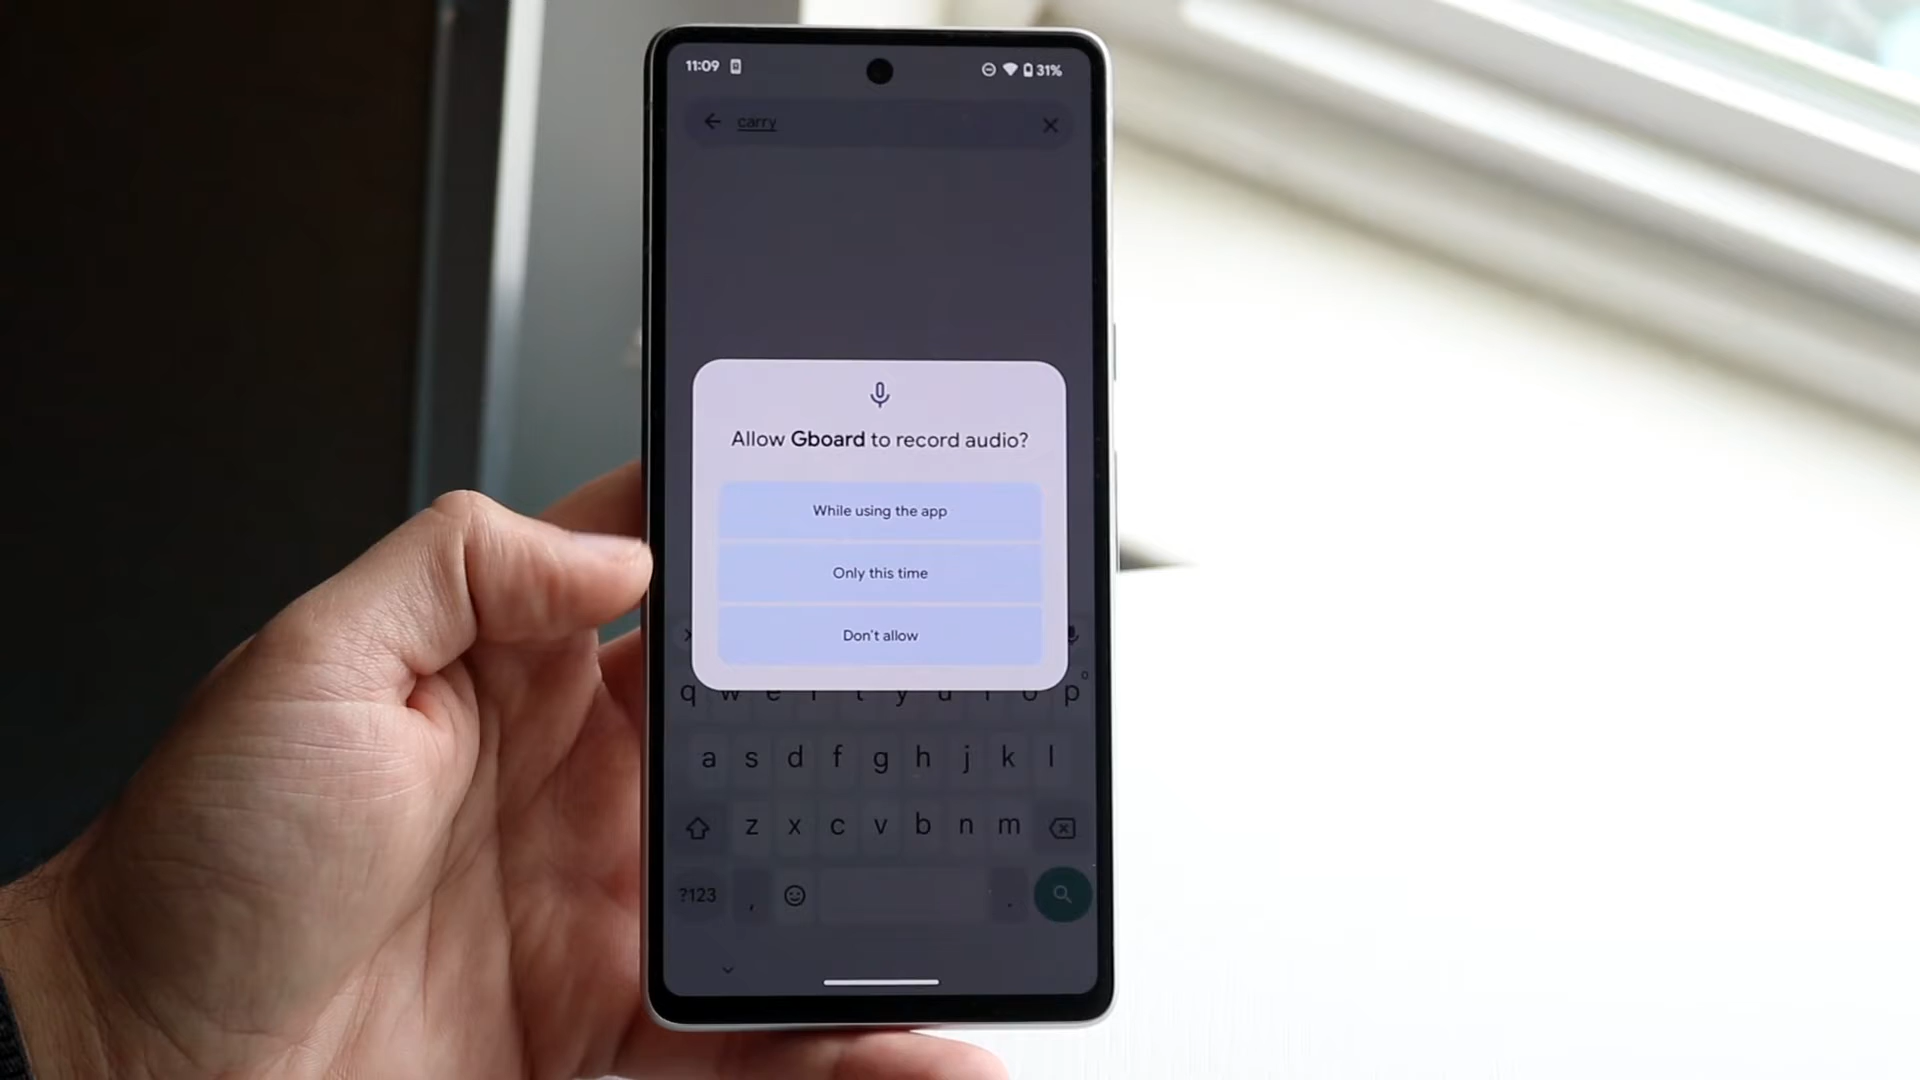 11:09 31%
carry
Allow Gboard to record audio?
While using the app
Only this time
Don't allow
q w e r t y u i o p
a s d f g h j k l
z x c v b n m
?123 , .